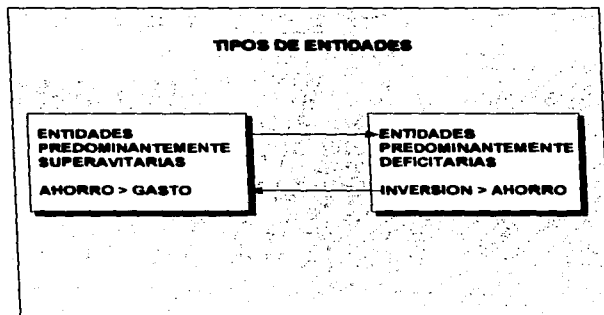 TIPOS DE ENTIDADES
ENTIDADES
PREDOMINANTEMENTE
SUPERAVITARIAS
AHORRO > GASTO
ENTIDADES
PREDOMINANTEMENTE
DEFICITARIAS
INVERSION > AHORRO